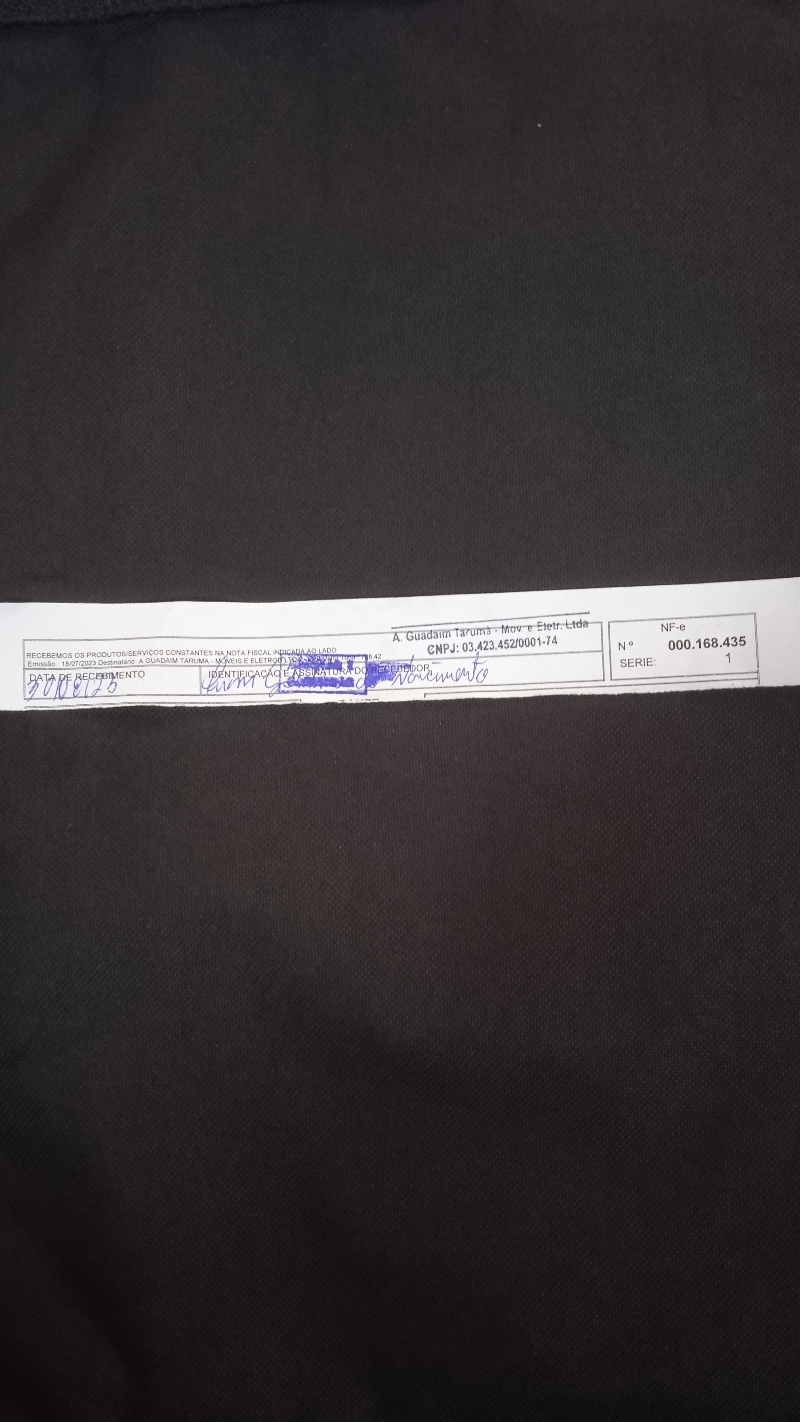 RECEBEMOS OS PRODUTOS/SERVIÇOS CONSTANTES NA NOTA FISCAL INDICADA AO LADO
Emissão : 18/07/2023 Destinatário: A GUADAIM TARUMA - MOVEIS E ELETRO
A. Guadaim Tarumã - Mov. e Eletr. Ltda
CNPJ: 03.423.452/0001-74
DATA DE RECEBIMENTO
IDENTIFICAÇÃO E ASSINATURA DO RECEBEDOR
Nascimento
NF-e
Nº 000.168.435
SERIE: 1